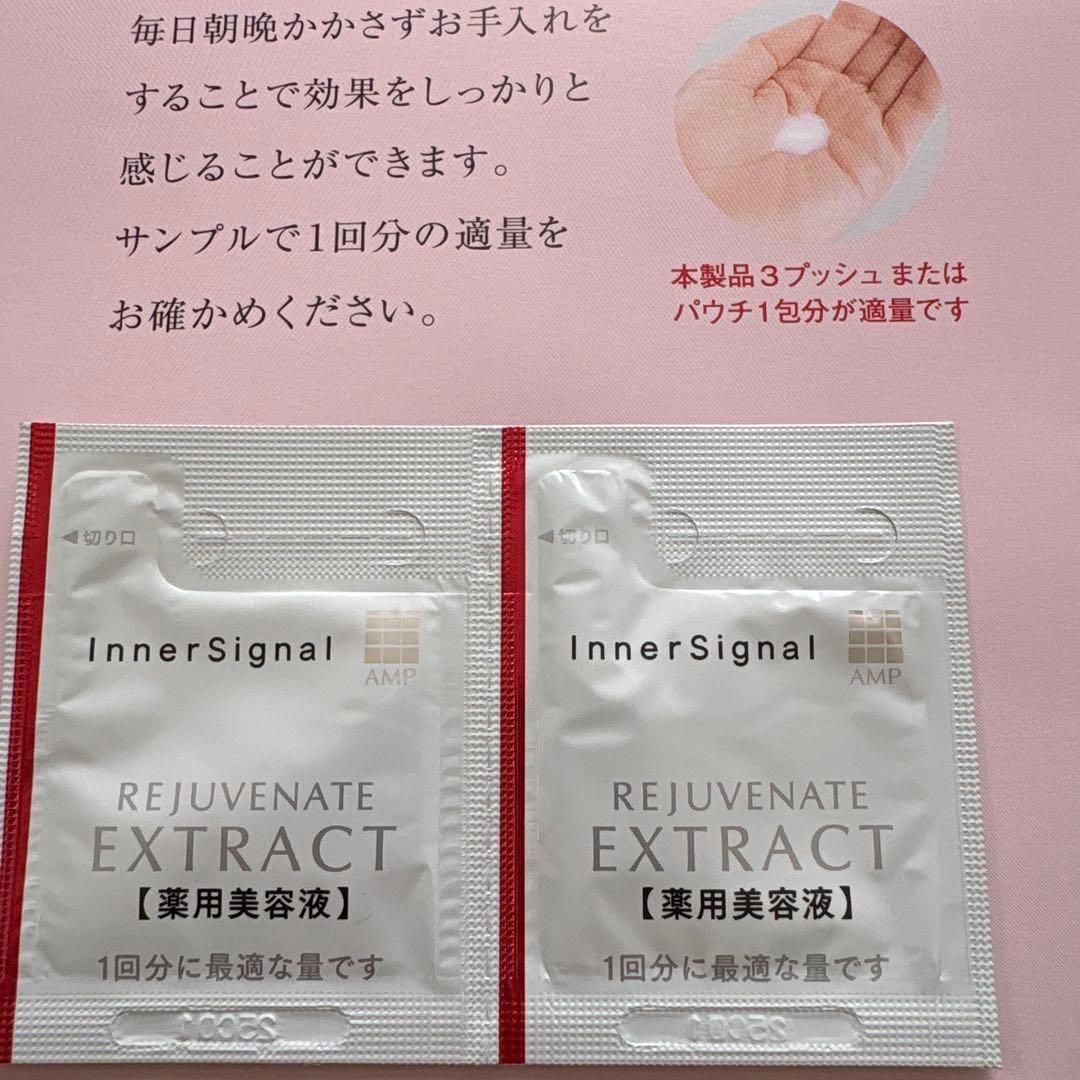 毎日朝晩かかさずお手入れを
することで効果をしっかりと
感じることができます。
サンプルで1回分の適量を
お確かめください。
本製品3プッシュ または
パウチ1包分が適量です
◀切り口
InnerSignal
AMP
REJUVENATE
EXTRACT
【薬用美容液】
1回分に最適な量です
◀切り口
InnerSignal
AMP
REJUVENATE
EXTRACT
【薬用美容液】
1回分に最適な量です